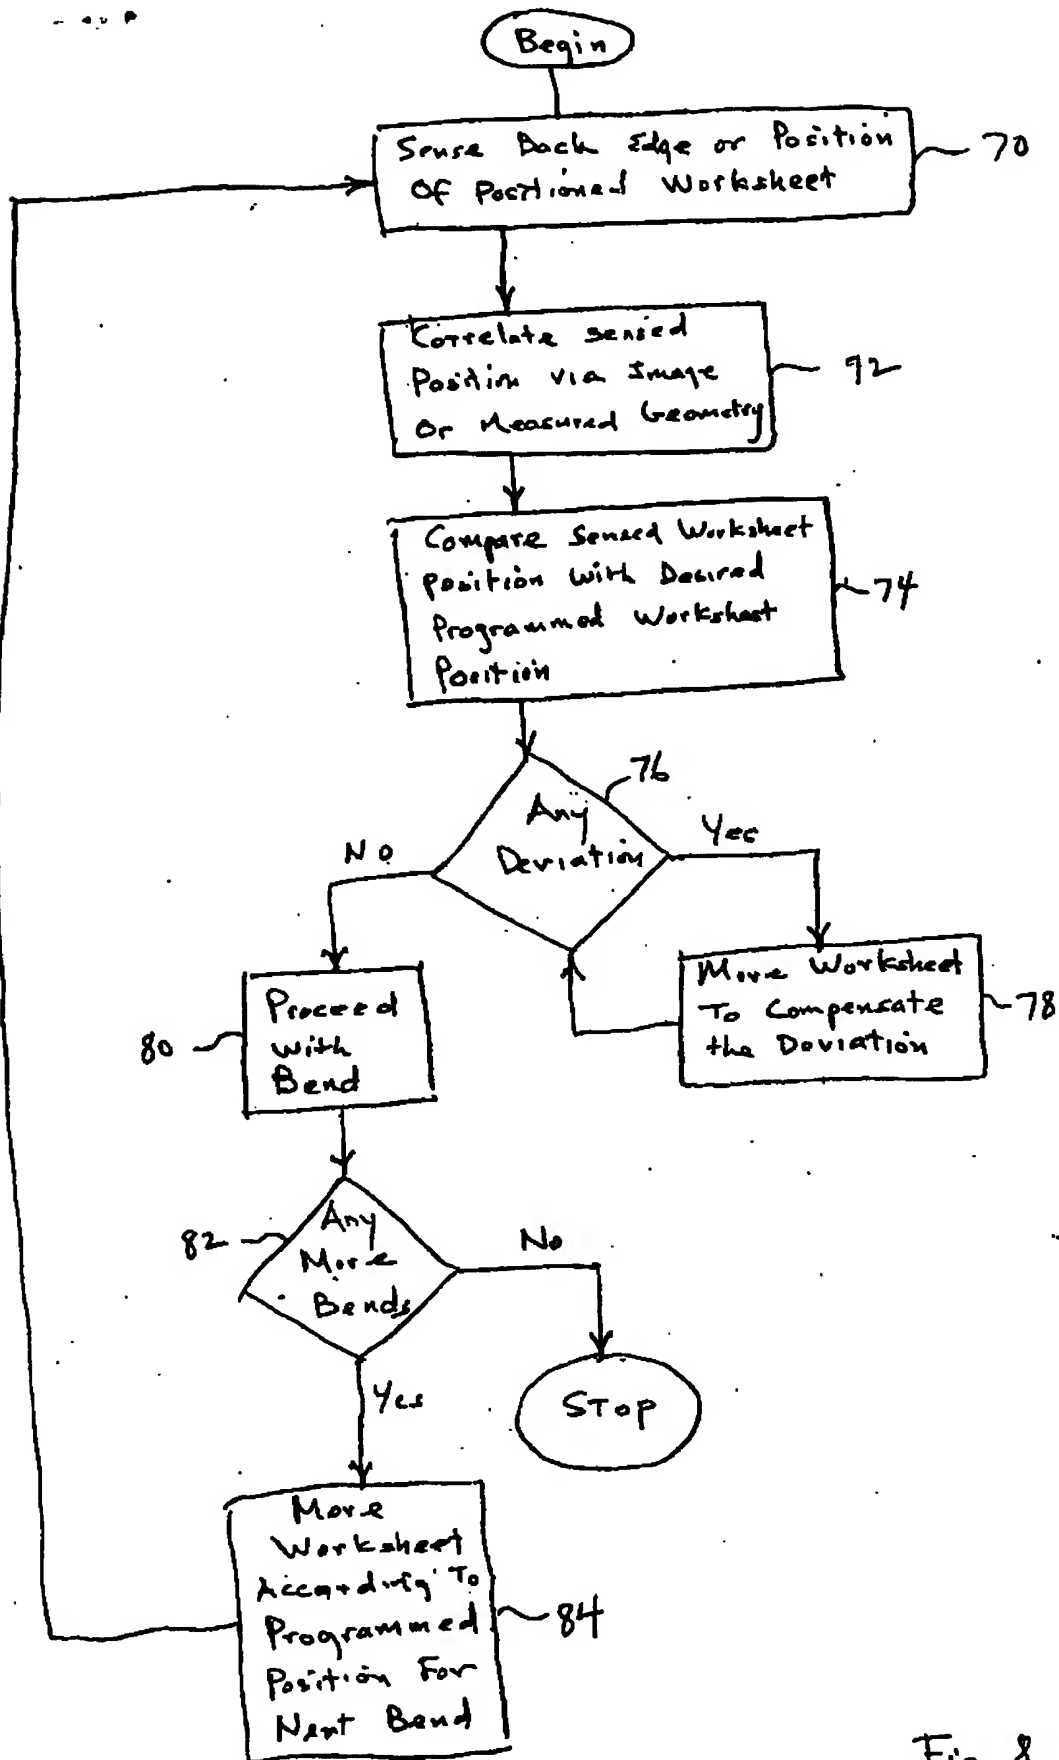 Begin
Sense Back Edge or Position
Of Positioned Worksheet
70
Correlate Sensed
Position via Image
Or Measured Geometry
92
Compare Sensed Worksheet
Position with Desired
Programmed Worksheet
Position
74
76
Any
Deviation
No
Yes
Move Worksheet
To Compensate
the Deviation
78
80
Proceed
with
Bend
82
Any
More
Bends
No
Yes
STOP
Move
Worksheet
According To
Programmed
Position For
Next Bend
84
Fig. 8